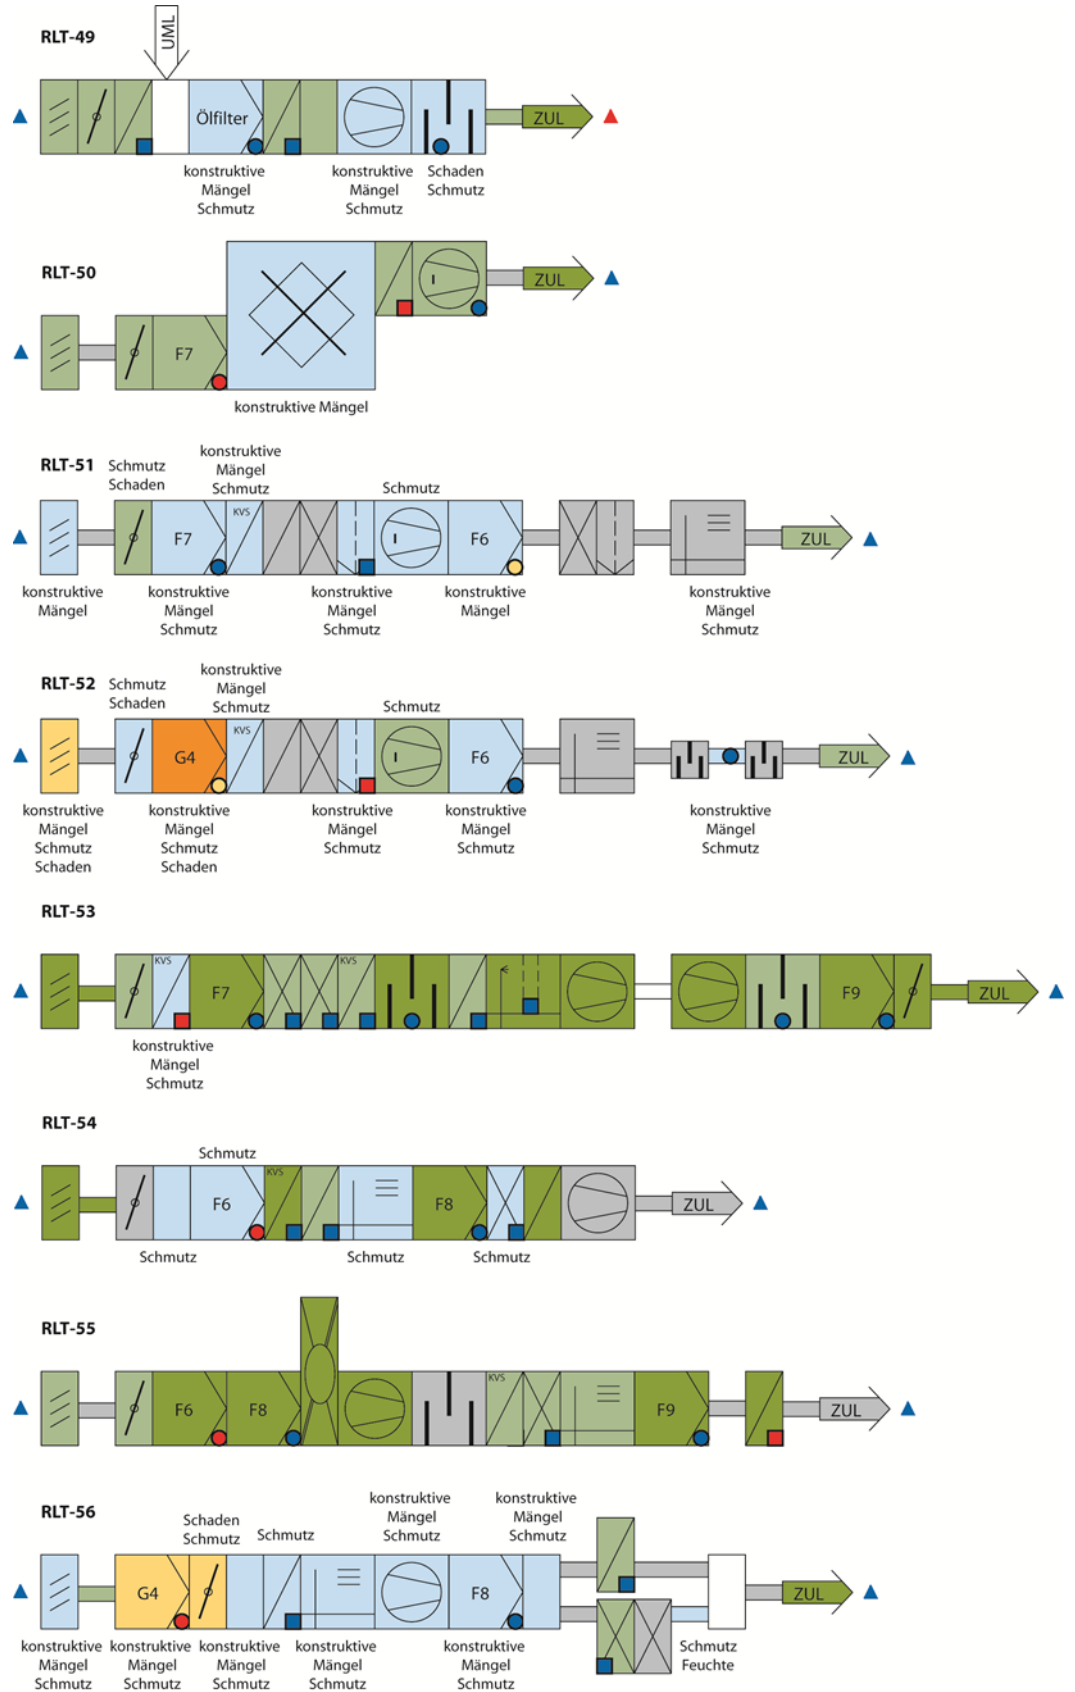 RLT-49
UML
Ölfilter
ZUL
konstruktive
Mängel
Schmutz
konstruktive
Mängel
Schmutz
Schaden
Schmutz
RLT-50
ZUL
F7
konstruktive Mängel
RLT-51
Schmutz
Schaden
konstruktive
Mängel
Schmutz
Schmutz
F7
KVS
F6
ZUL
konstruktive
Mängel
konstruktive
Mängel
Schmutz
konstruktive
Mängel
Schmutz
konstruktive
Mängel
konstruktive
Mängel
Schmutz
RLT-52
Schmutz
Schaden
konstruktive
Mängel
Schmutz
Schmutz
G4
KVS
F6
ZUL
konstruktive
Mängel
Schmutz
Schaden
konstruktive
Mängel
Schmutz
Schaden
konstruktive
Mängel
Schmutz
konstruktive
Mängel
Schmutz
konstruktive
Mängel
Schmutz
RLT-53
KVS
F7
KVS
F9
ZUL
konstruktive
Mängel
Schmutz
RLT-54
Schmutz
F6
KVS
F8
ZUL
Schmutz
Schmutz
Schmutz
RLT-55
F6
F8
KVS
F9
ZUL
RLT-56
Schaden
Schmutz
Schmutz
konstruktive
Mängel
Schmutz
konstruktive
Mängel
Schmutz
G4
F8
ZUL
konstruktive
Mängel
Schmutz
konstruktive
Mängel
Schmutz
konstruktive
Mängel
Schmutz
konstruktive
Mängel
Schmutz
konstruktive
Mängel
Schmutz
Schmutz
Feuchte